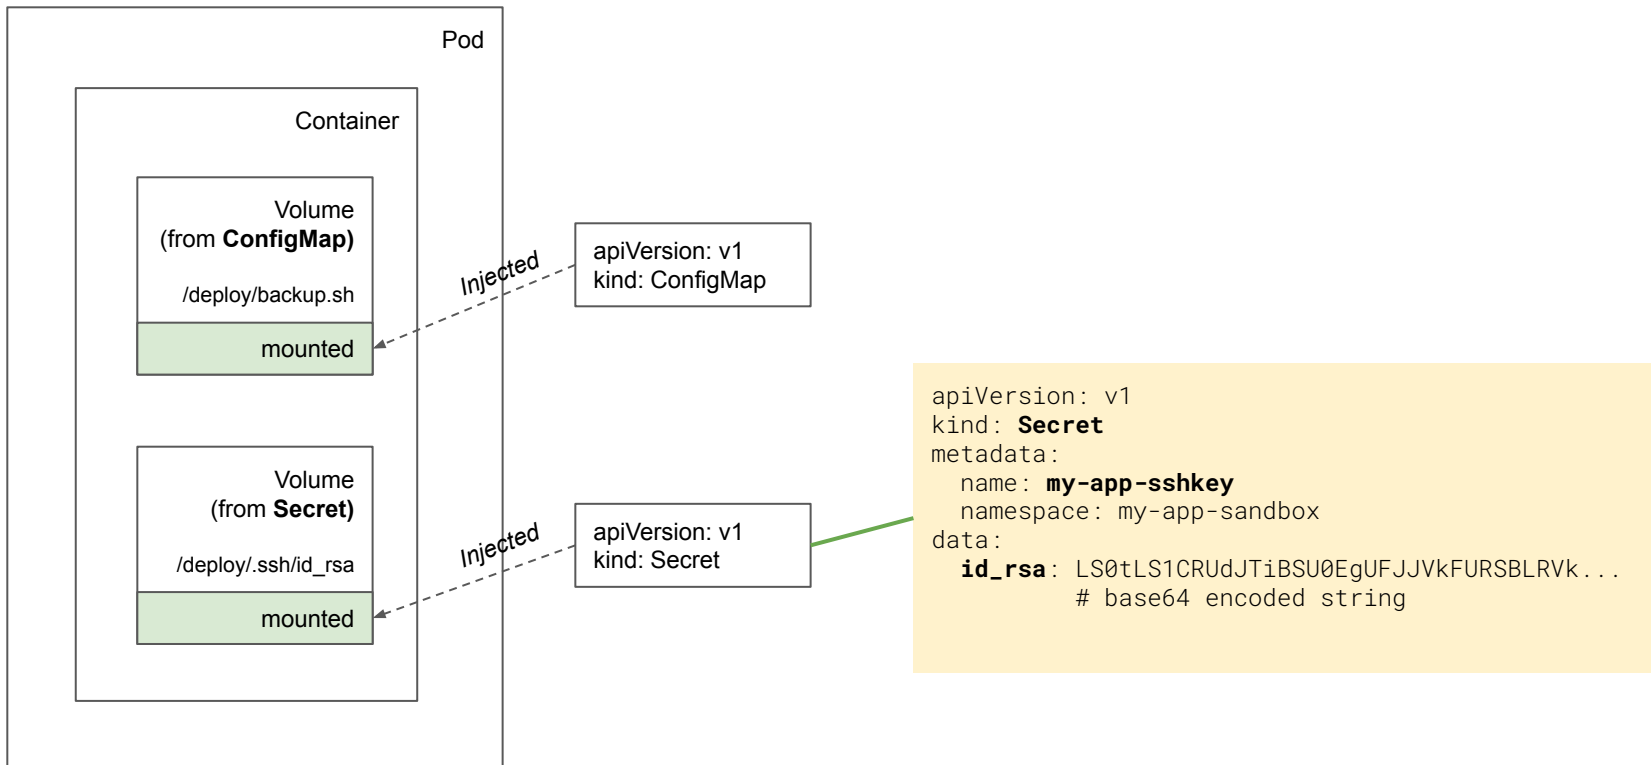 Pod
Container
Volume
(from ConfigMap)
/deploy/backup.sh
mounted
Injected
apiVersion: v1
kind: ConfigMap
Volume
(from Secret)
/deploy/.ssh/id_rsa
mounted
Injected
apiVersion: v1
kind: Secret
apiVersion: v1
kind: Secret
metadata:
  name: my-app-sshkey
  namespace: my-app-sandbox
data:
  id_rsa: LS0tLS1CRUdJTiBSU0EgUFJJVkFURSBLRVk...
          # base64 encoded string